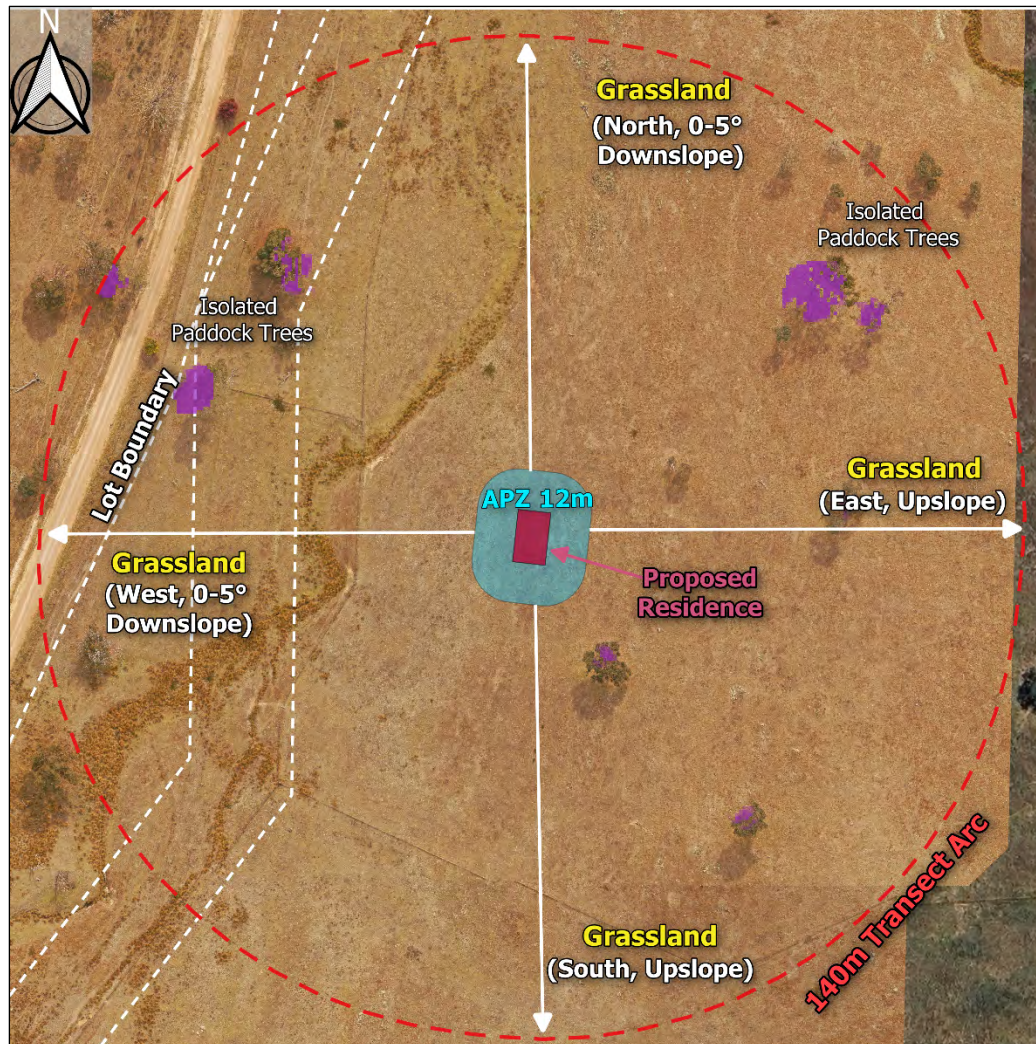 N
Grassland
(North, 0-5°
Downslope)
Isolated
Paddock Trees
Isolated
Paddock Trees
Lot Boundary
Grassland
(East, Upslope)
APZ 12m
Grassland
(West, 0-5°
Downslope)
Proposed
Residence
Grassland
(South, Upslope)
140m Transect Arc